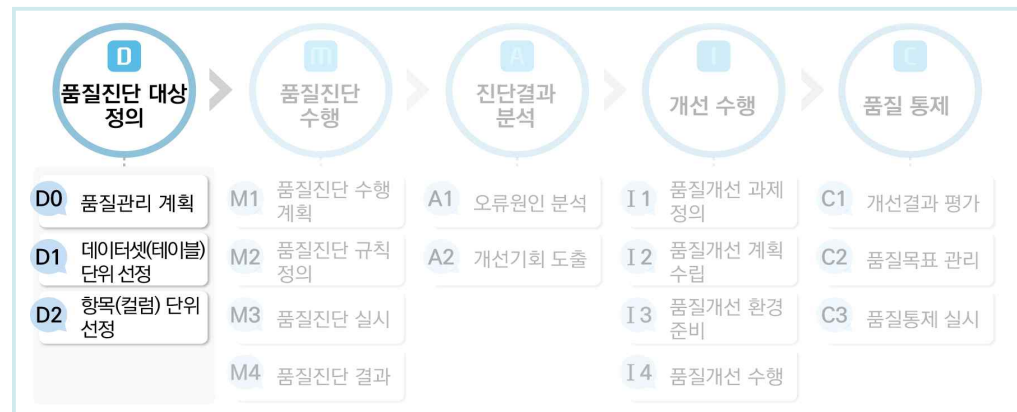 D
품질진단 대상
정의
D0 품질관리 계획
D1 데이터셋(테이블)
단위 선정
D2 항목(컬럼) 단위
선정
m
품질진단
수행
M1 품질진단 수행
계획
M2 품질진단 규칙
정의
M3 품질진단 실시
M4 품질진단 결과
A
진단결과
분석
A1 오류원인 분석
A2 개선기회 도출
I
개선 수행
I1 품질개선 과제
정의
I2 품질개선 계획
수립
I3 품질개선 환경
준비
I4 품질개선 수행
C
품질 통제
C1 개선결과 평가
C2 품질목표 관리
C3 품질통제 실시